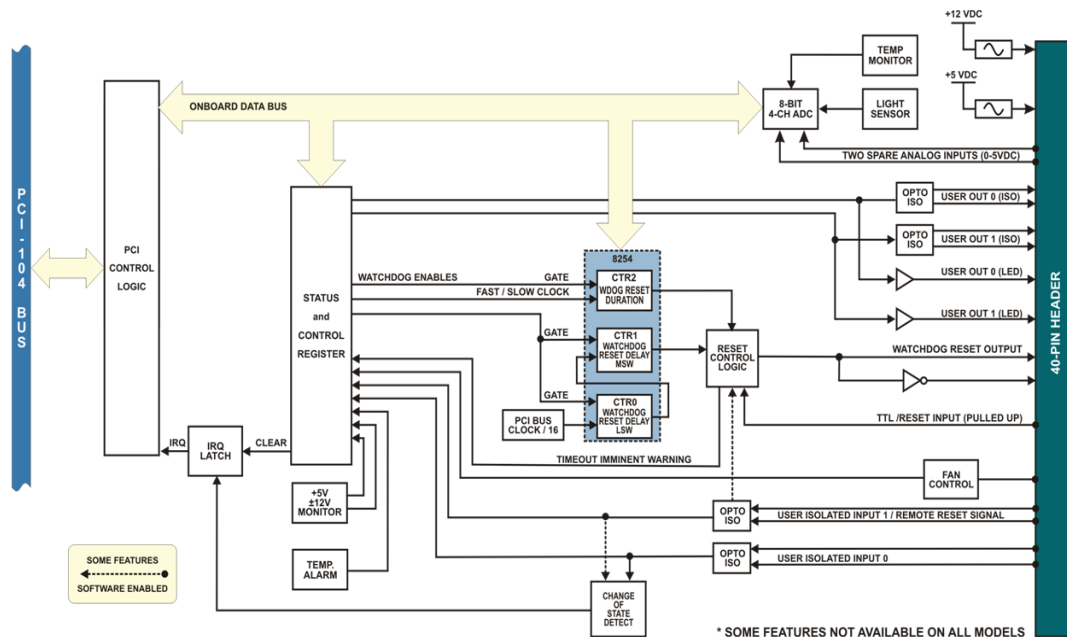 +12 VDC
+5 VDC
TEMP
MONITOR
8-BIT
4-CH ADC
LIGHT
SENSOR
ONBOARD DATA BUS
TWO SPARE ANALOG INPUTS (0-5VDC)
PCI-104 BUS
PCI
CONTROL
LOGIC
STATUS
and
CONTROL
REGISTER
OPTO
ISO
USER OUT 0 (ISO)
OPTO
ISO
USER OUT 1 (ISO)
USER OUT 0 (LED)
USER OUT 1 (LED)
40-PIN HEADER
8254
WATCHDOG ENABLES
GATE
FAST / SLOW CLOCK
CTR2
WDOG RESET
DURATION
GATE
CTR1
WATCHDOG
RESET DELAY
MSW
GATE
CTR0
WATCHDOG
RESET DELAY
LSW
PCI BUS
CLOCK / 16
RESET
CONTROL
LOGIC
WATCHDOG RESET OUTPUT
TTL /RESET INPUT (PULLED UP)
TIMEOUT IMMINENT WARNING
IRQ
IRQ
LATCH
CLEAR
FAN
CONTROL
+5V
±12V
MONITOR
OPTO
ISO
USER ISOLATED INPUT 1 / REMOTE RESET SIGNAL
OPTO
ISO
USER ISOLATED INPUT 0
TEMP.
ALARM
CHANGE
OF
STATE
DETECT
SOME FEATURES
SOFTWARE ENABLED
* SOME FEATURES NOT AVAILABLE ON ALL MODELS